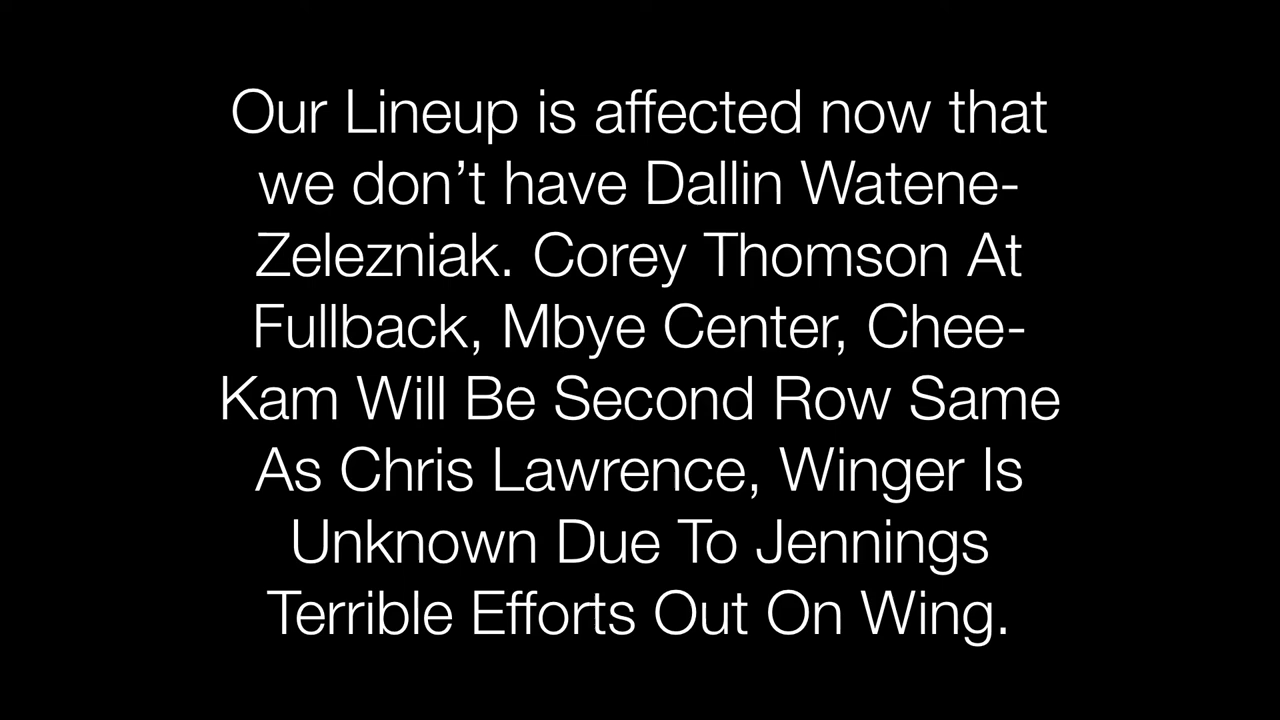 Our Lineup is affected now that
we don’t have Dallin Watene-
Zelezniak. Corey Thomson At
Fullback, Mbye Center, Chee-
Kam Will Be Second Row Same
As Chris Lawrence, Winger Is
Unknown Due To Jennings
Terrible Efforts Out On Wing.